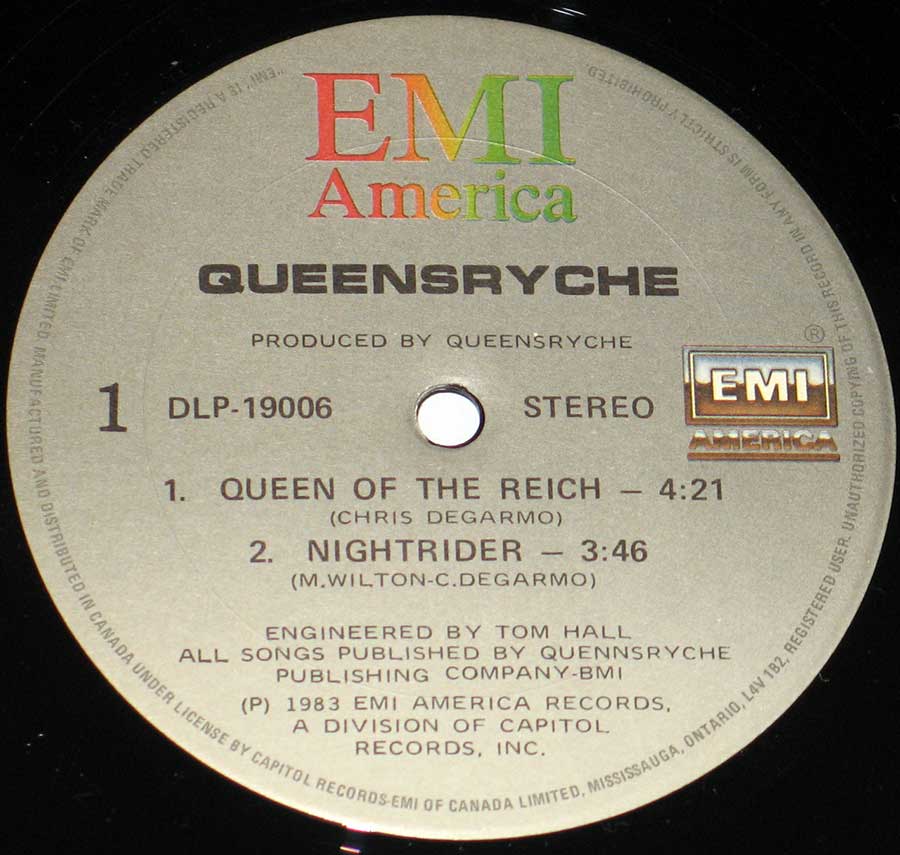 EMI
America
QUEENSRYCHE
PRODUCED BY QUEENSRYCHE
1 DLP-19006 STEREO
®
EMI
AMERICA
1. QUEEN OF THE REICH – 4:21
(CHRIS DEGARMO)
2. NIGHTRIDER – 3:46
(M.WILTON-C.DEGARMO)
ENGINEERED BY TOM HALL
ALL SONGS PUBLISHED BY QUENNSRYCHE
PUBLISHING COMPANY-BMI
(P) 1983 EMI AMERICA RECORDS,
A DIVISION OF CAPITOL
RECORDS, INC.
"EMI" IS A REGISTERED TRADE MARK OF EMI LIMITED MANUFACTURED AND DISTRIBUTED IN CANADA UNDER LICENSE BY CAPITOL RECORDS-EMI OF CANADA LIMITED, MISSISSAUGA, ONTARIO, L4V 1B2, REGISTERED USER. UNAUTHORIZED COPYING OF THIS RECORD IN ANY FORM IS STRICTLY PROHIBITED